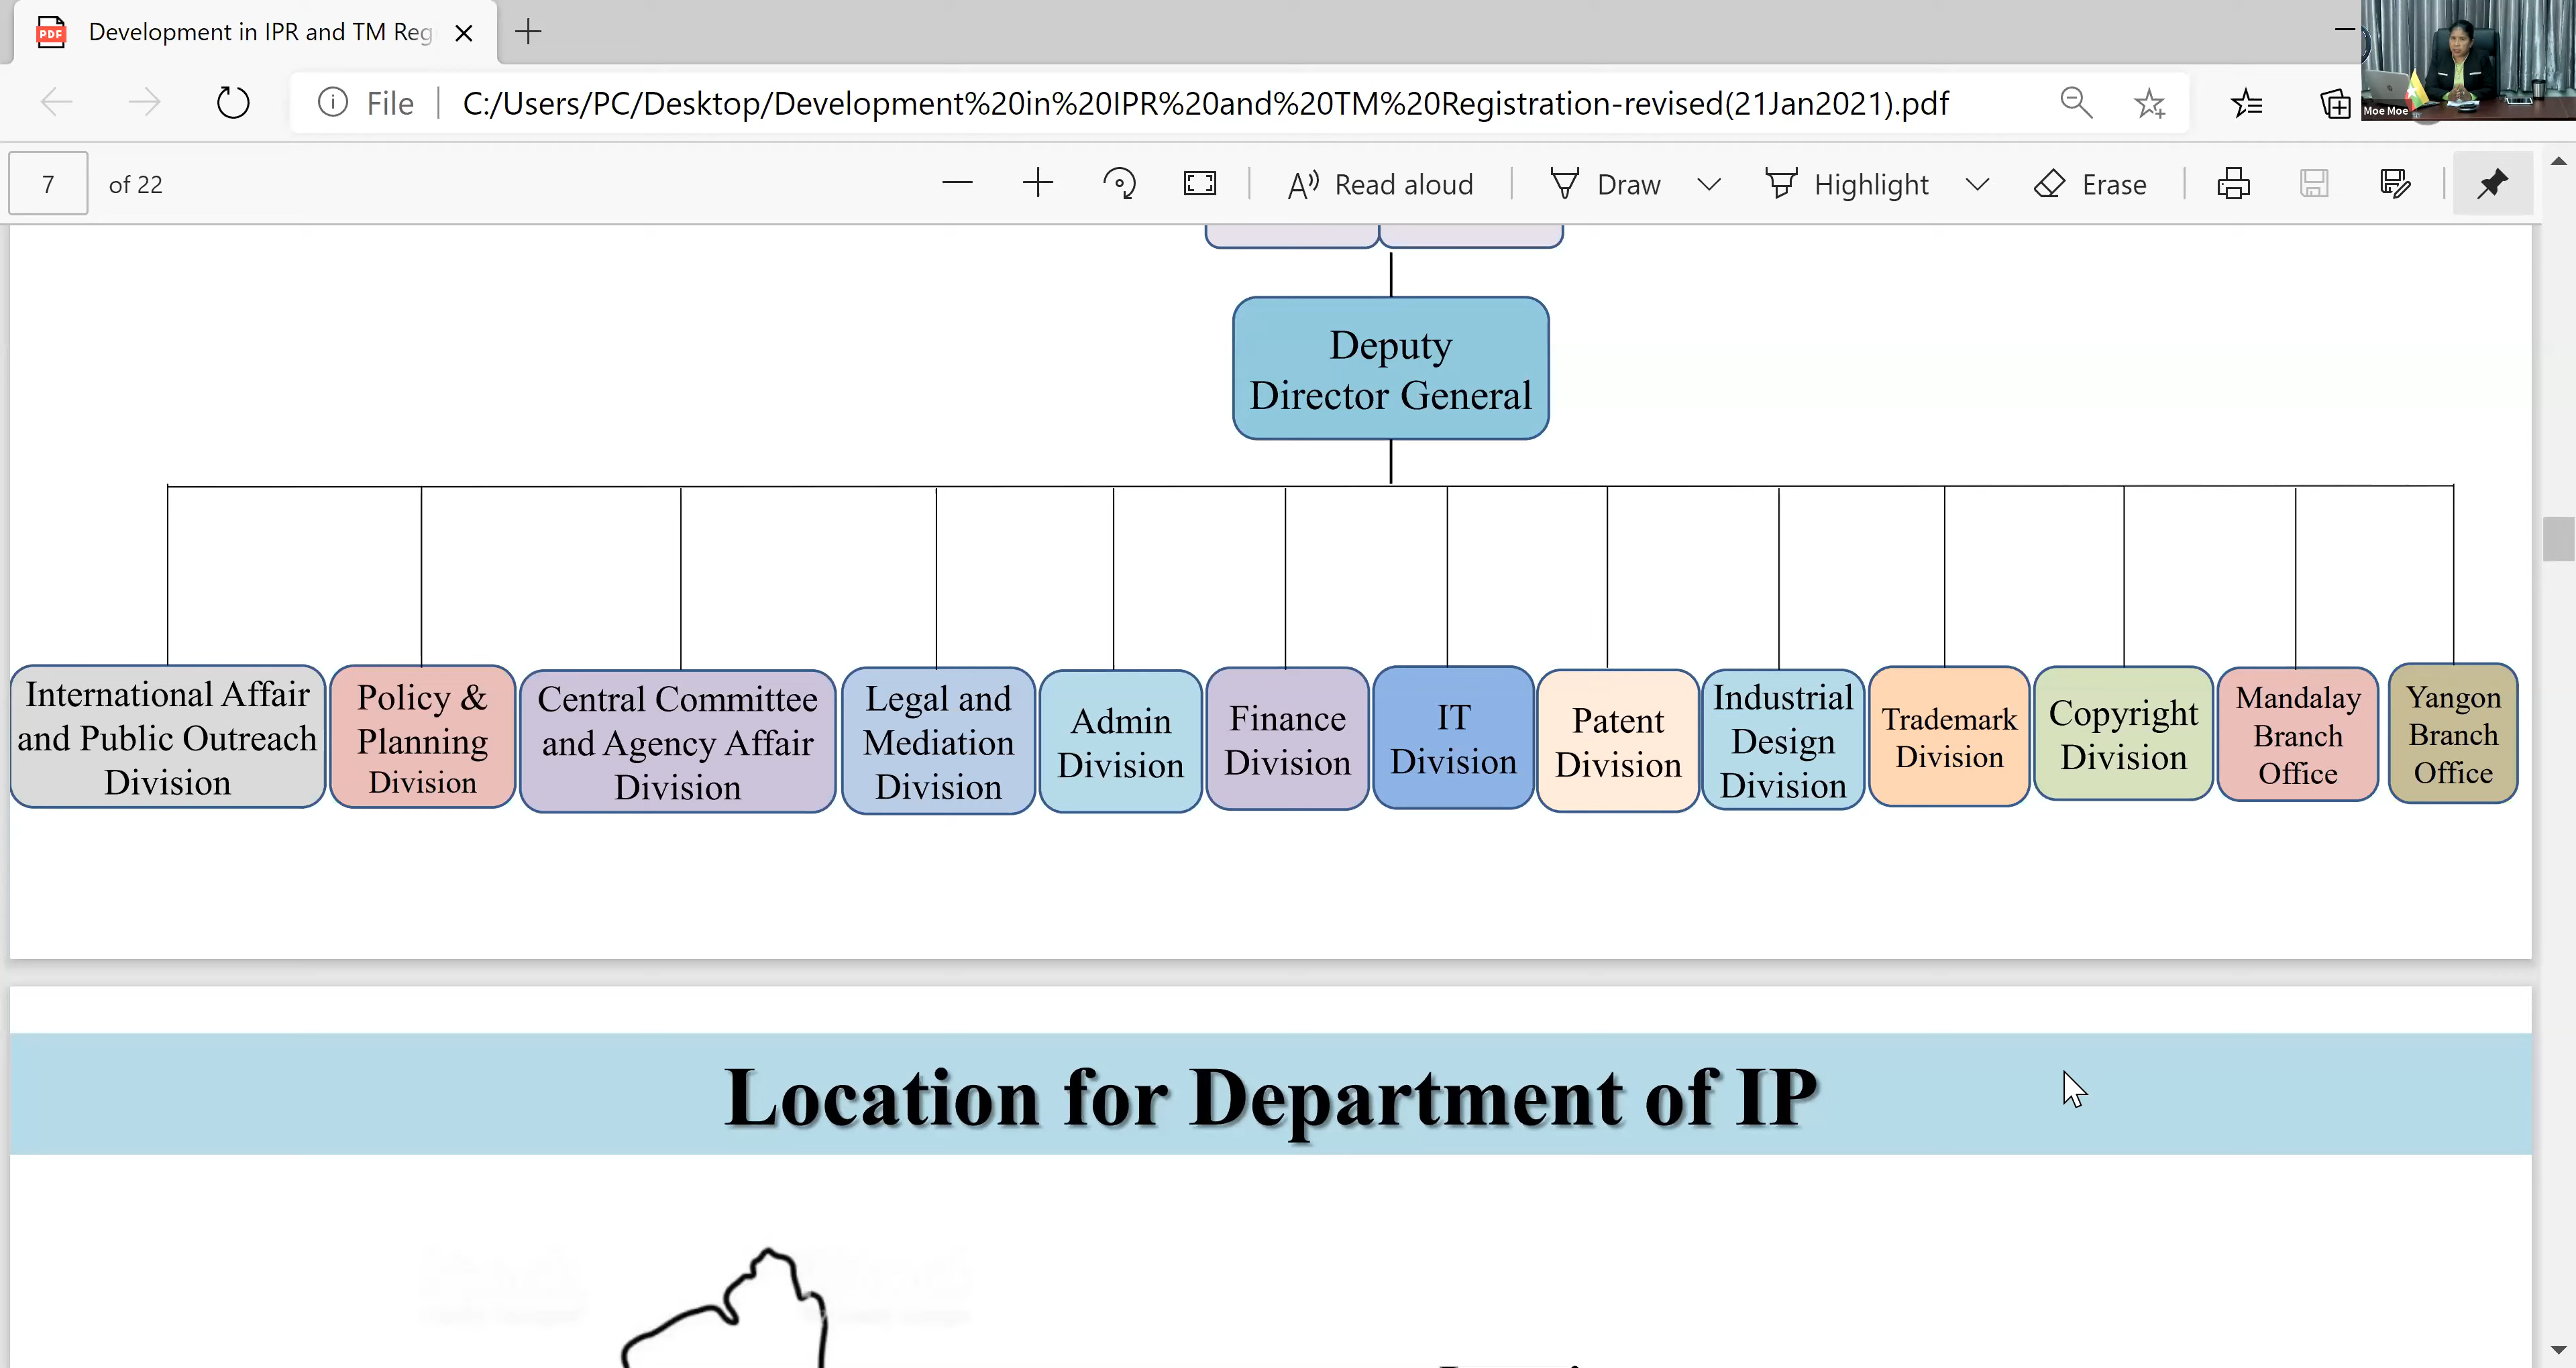 Development in IPR and TM Reg
File
C:/Users/PC/Desktop/Development%20in%20IPR%20and%20TM%20Registration-revised(21Jan2021).pdf
Moe Moe
7 of 22
Read aloud
Draw
Highlight
Erase
Deputy
Director General
International Affair
and Public Outreach
Division
Policy &
Planning
Division
Central Committee
and Agency Affair
Division
Legal and
Mediation
Division
Admin
Division
Finance
Division
IT
Division
Patent
Division
Industrial
Design
Division
Trademark
Division
Copyright
Division
Mandalay
Branch
Office
Yangon
Branch
Office
Location for Department of IP